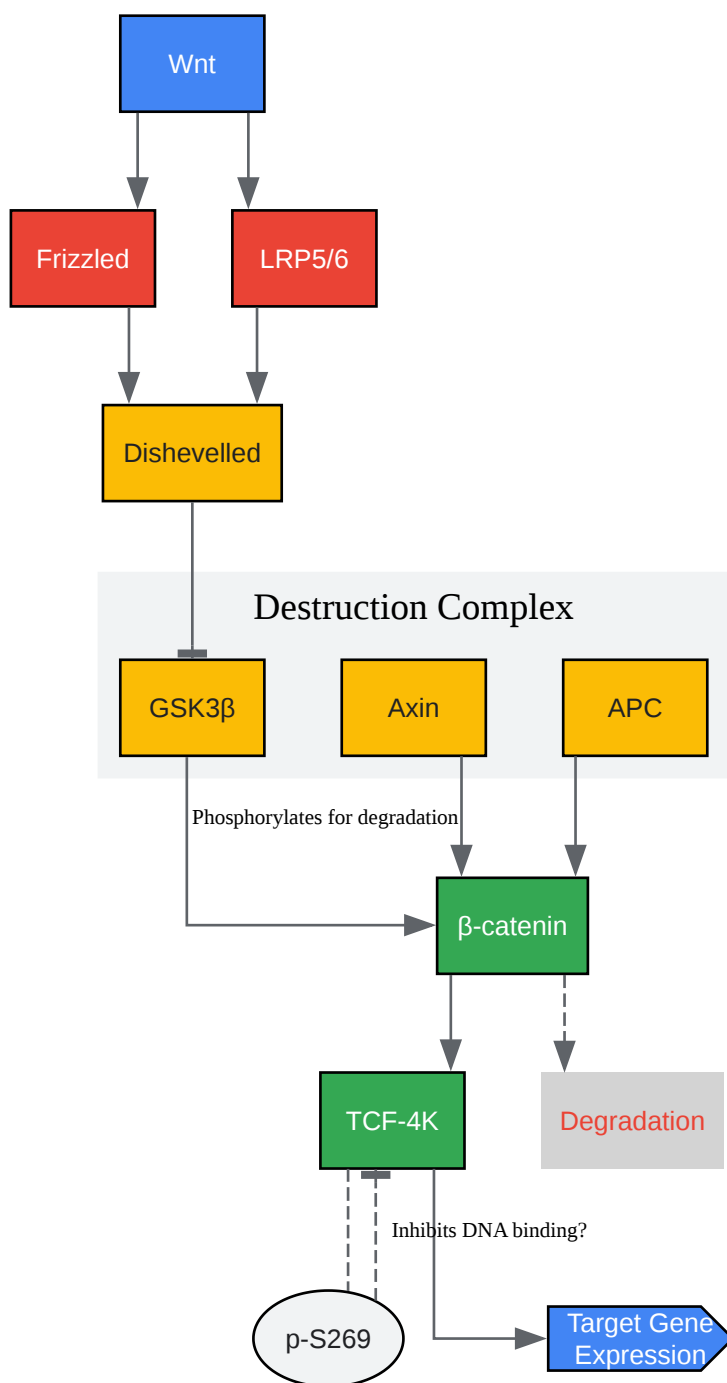 Wnt
Frizzled
LRP5/6
Dishevelled
Destruction Complex
GSK3β
Axin
APC
Phosphorylates for degradation
β-catenin
TCF-4K
Degradation
Inhibits DNA binding?
p-S269
Target Gene
Expression